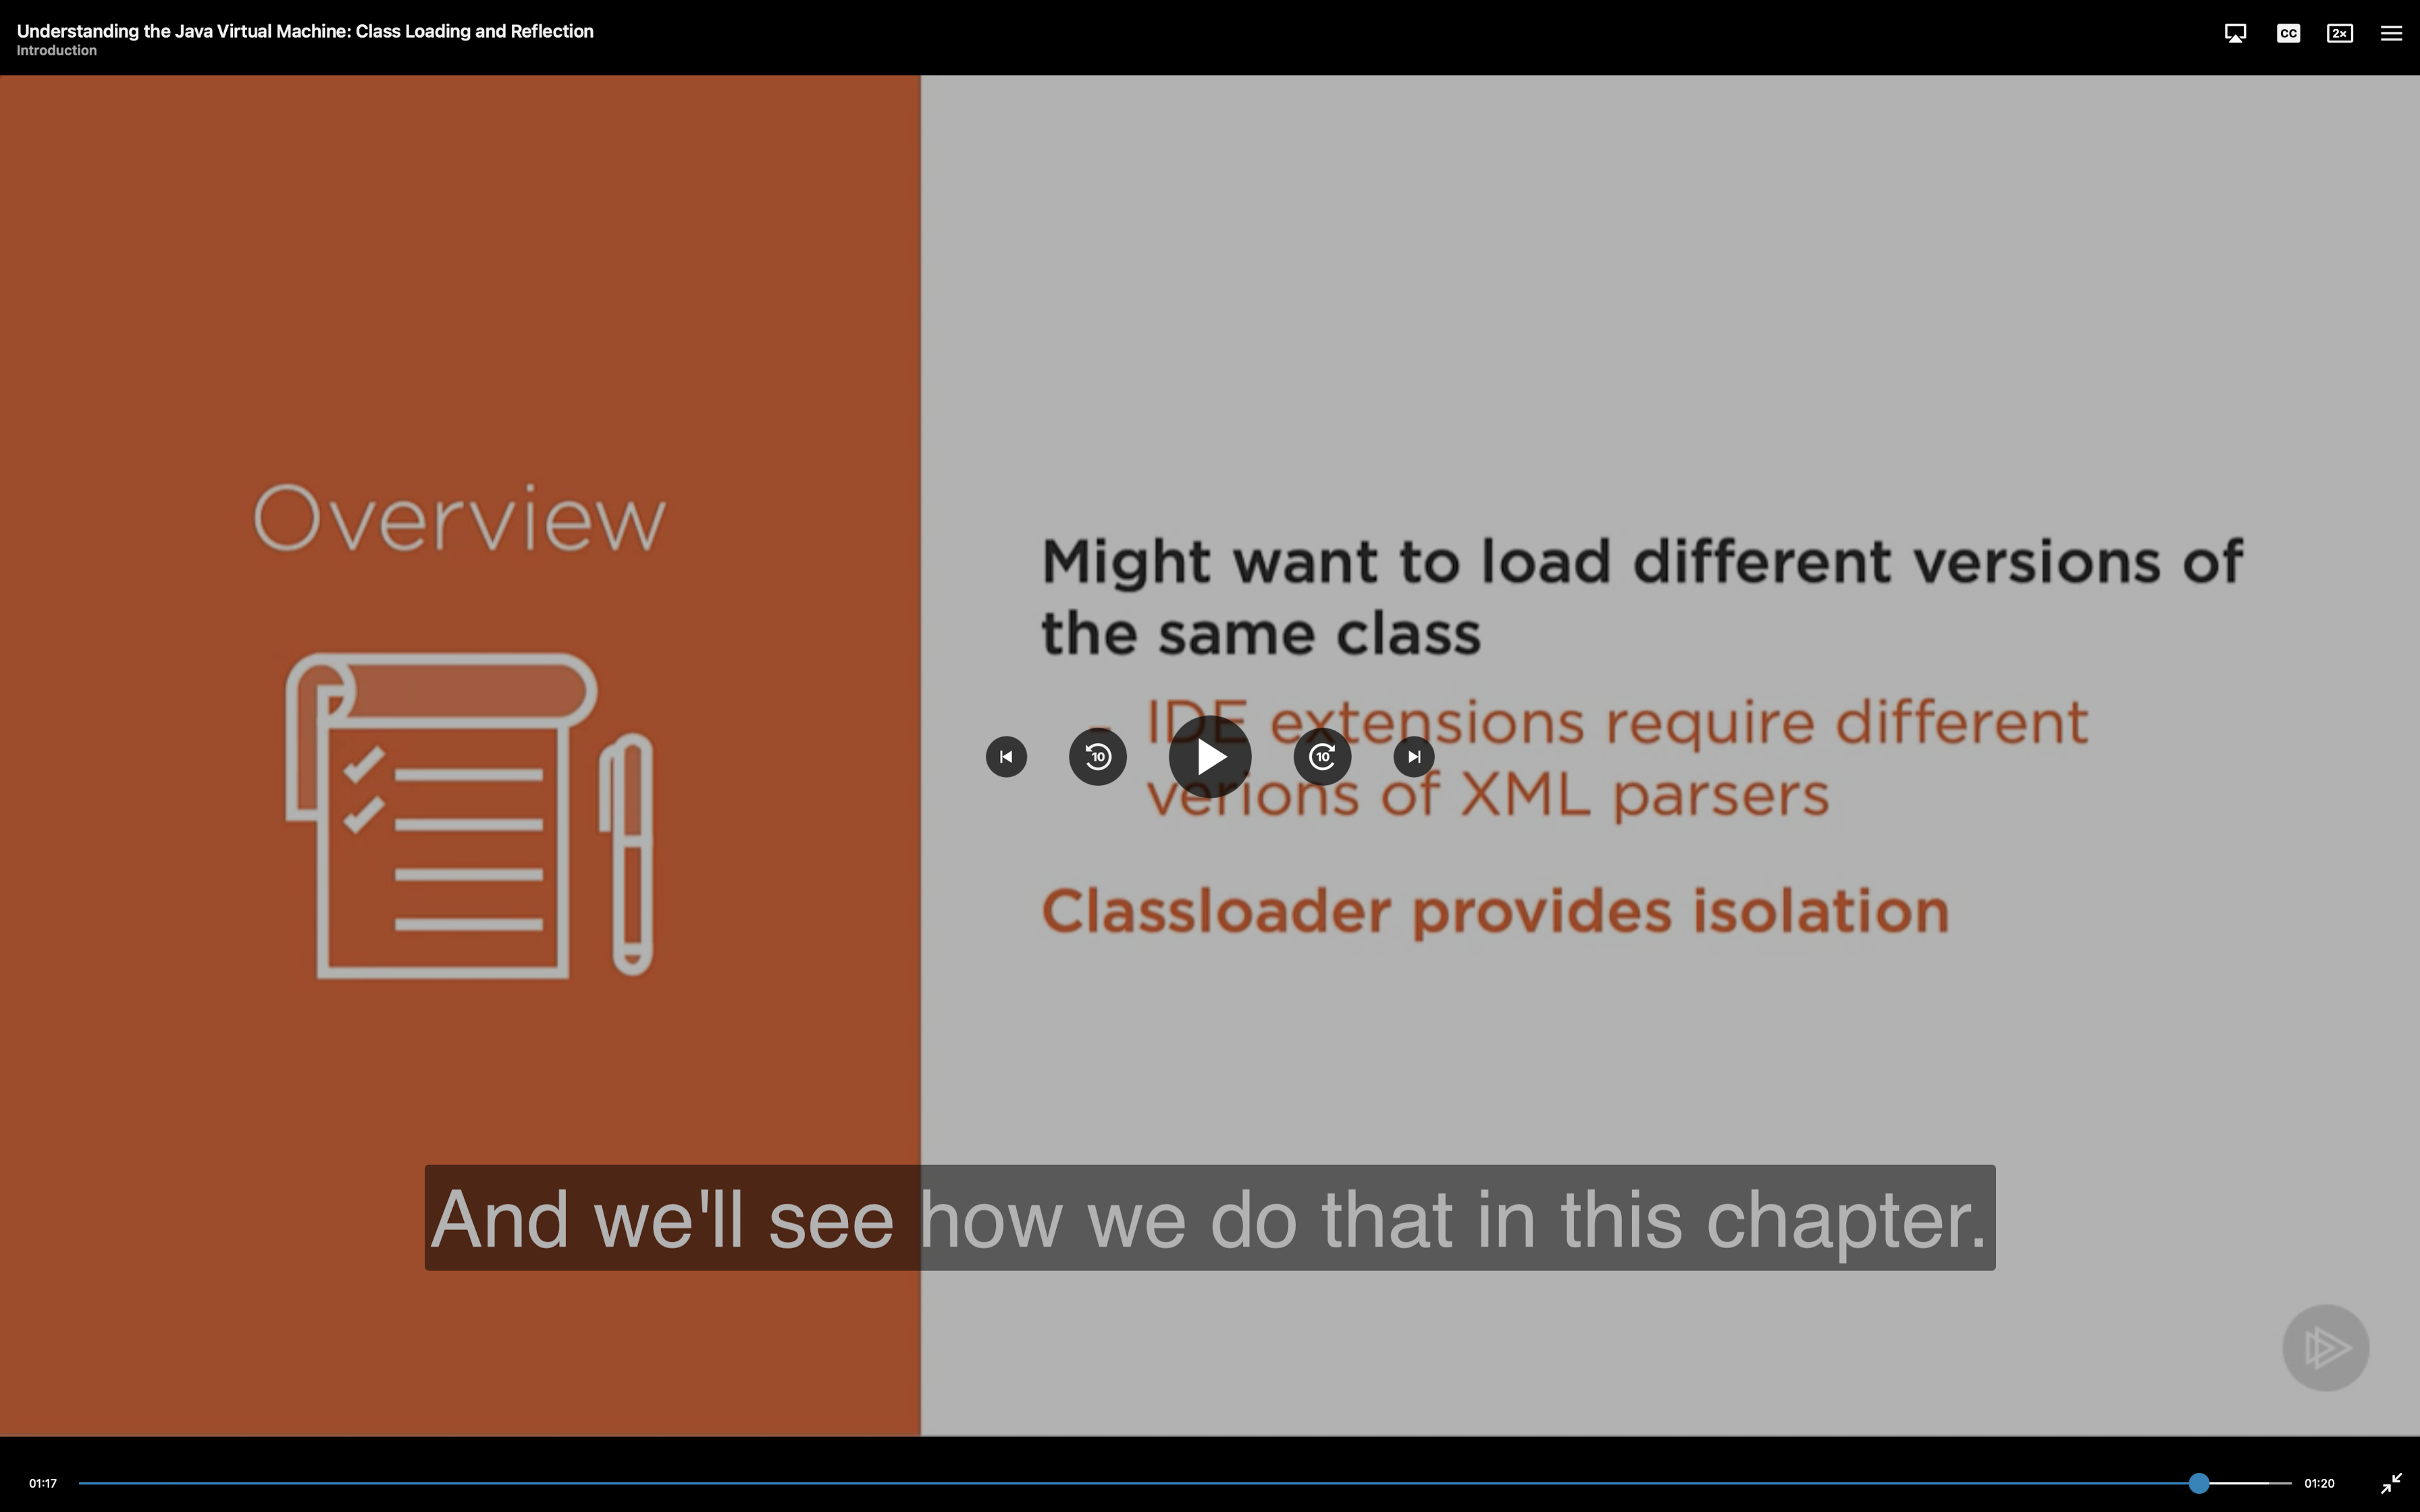 Understanding the Java Virtual Machine: Class Loading and Reflection
Introduction
CC
2x
Overview
Might want to load different versions of
the same class
- IDE extensions require different
verions of XML parsers
10
10
Classloader provides isolation
And we'll see how we do that in this chapter.
01:17
01:20